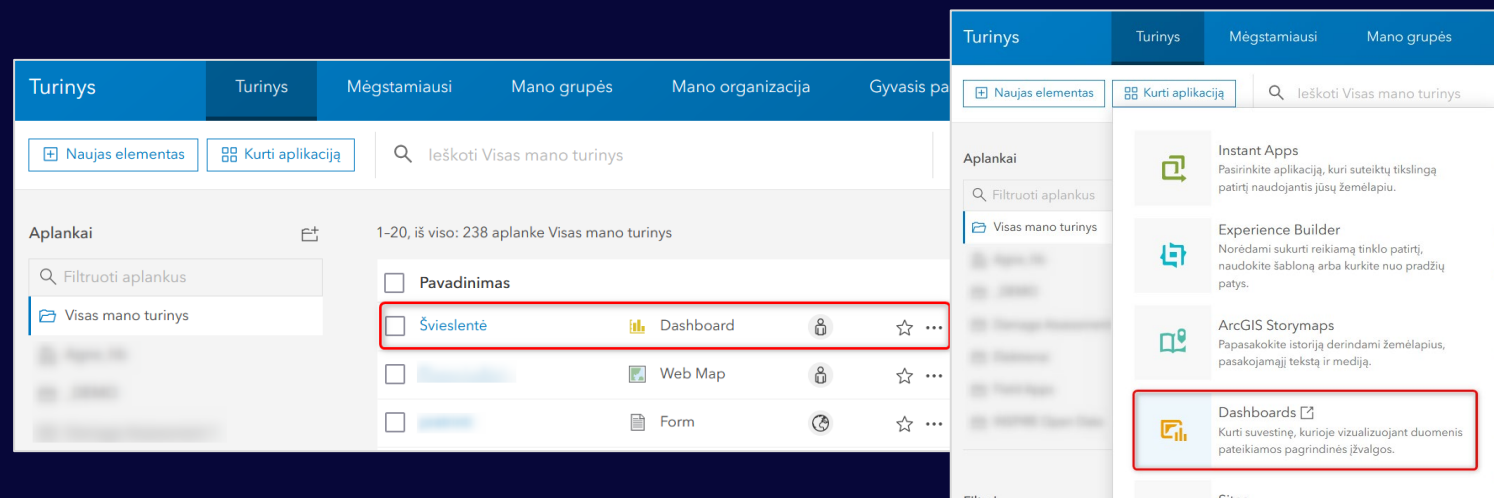 Turinys
Turinys
Mėgstamiausi
Mano grupės
Mano organizacija
Gyvasis pa
Naujas elementas
Kurti aplikaciją
Ieškoti Visas mano turinys
Aplankai
1–20, iš viso: 238 aplanke Visas mano turinys
Filtruoti aplankus
Pavadinimas
Visas mano turinys
Švieslentė
Dashboard
Web Map
Form
Turinys
Turinys
Mėgstamiausi
Mano grupės
Naujas elementas
Kurti aplikaciją
Ieškoti Visas mano turinys
Aplankai
Filtruoti aplankus
Visas mano turinys
Instant Apps
Pasirinkite aplikaciją, kuri suteiktų tikslingą
patirtį naudojantis jūsų žemėlapiu.
Experience Builder
Norėdami sukurti reikiamą tinklo patirtį,
naudokite šabloną arba kurkite nuo pradžių
patys.
ArcGIS Storymaps
Papasakokite istoriją derindami žemėlapius,
pasakojamąjį tekstą ir mediją.
Dashboards
Kurti suvestinę, kurioje vizualizuojant duomenis
pateikiamos pagrindinės įžvalgos.